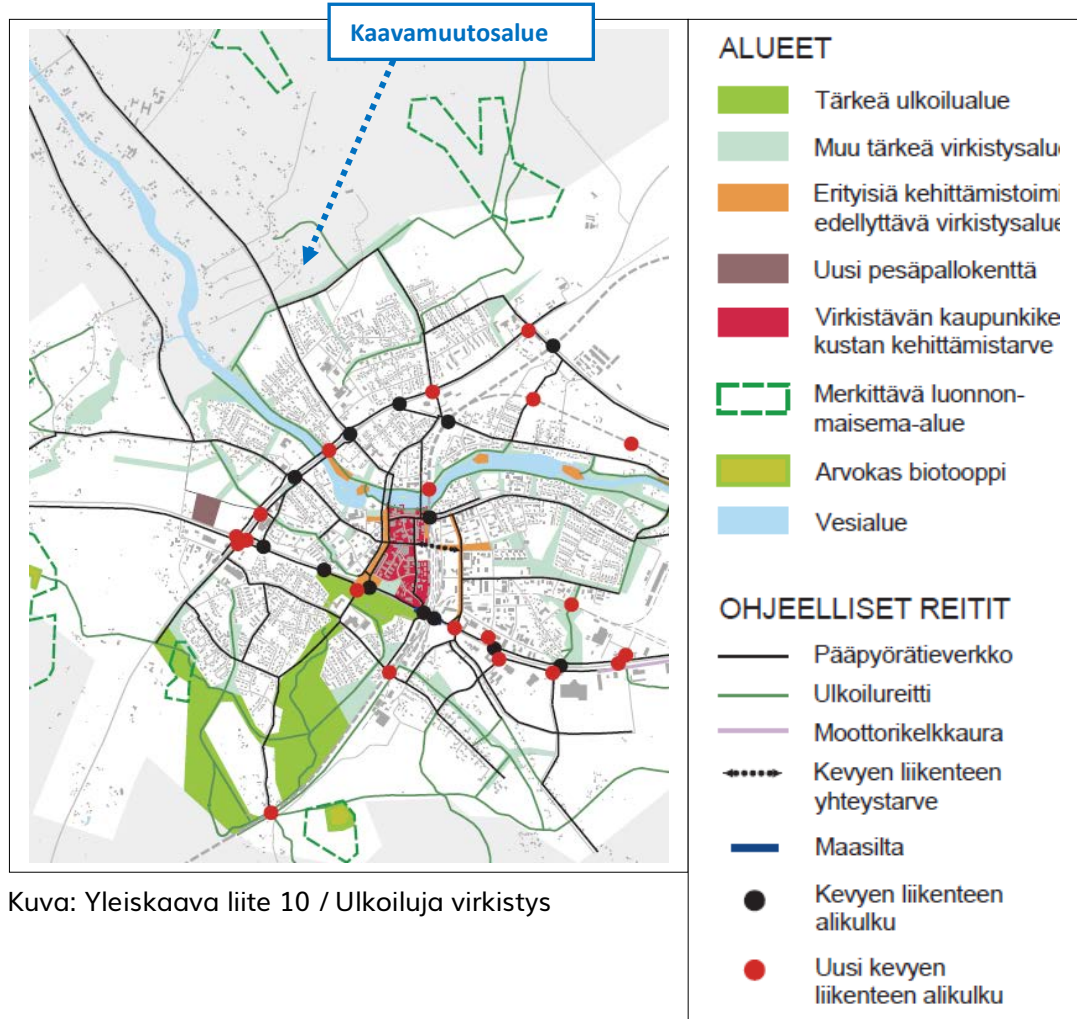 Kaavamuutosalue
ALUEET
Tärkeä ulkoilualue
Muu tärkeä virkistysalu
Erityisiä kehittämistoimi
edellyttävä virkistysalue
Uusi pesäpallokenttä
Virkistävän kaupunkike
kustan kehittämistarve
Merkittävä luonnon-
maisema-alue
Arvokas biotooppi
Vesialue
OHJEELLISET REITIT
Pääpyörätieverkko
Ulkoilureitti
Moottorikelkkaura
Kevyen liikenteen
yhteystarve
Maasilta
Kevyen liikenteen
alikulku
Uusi kevyen
liikenteen alikulku
Kuva: Yleiskaava liite 10 / Ulkoiluja virkistys